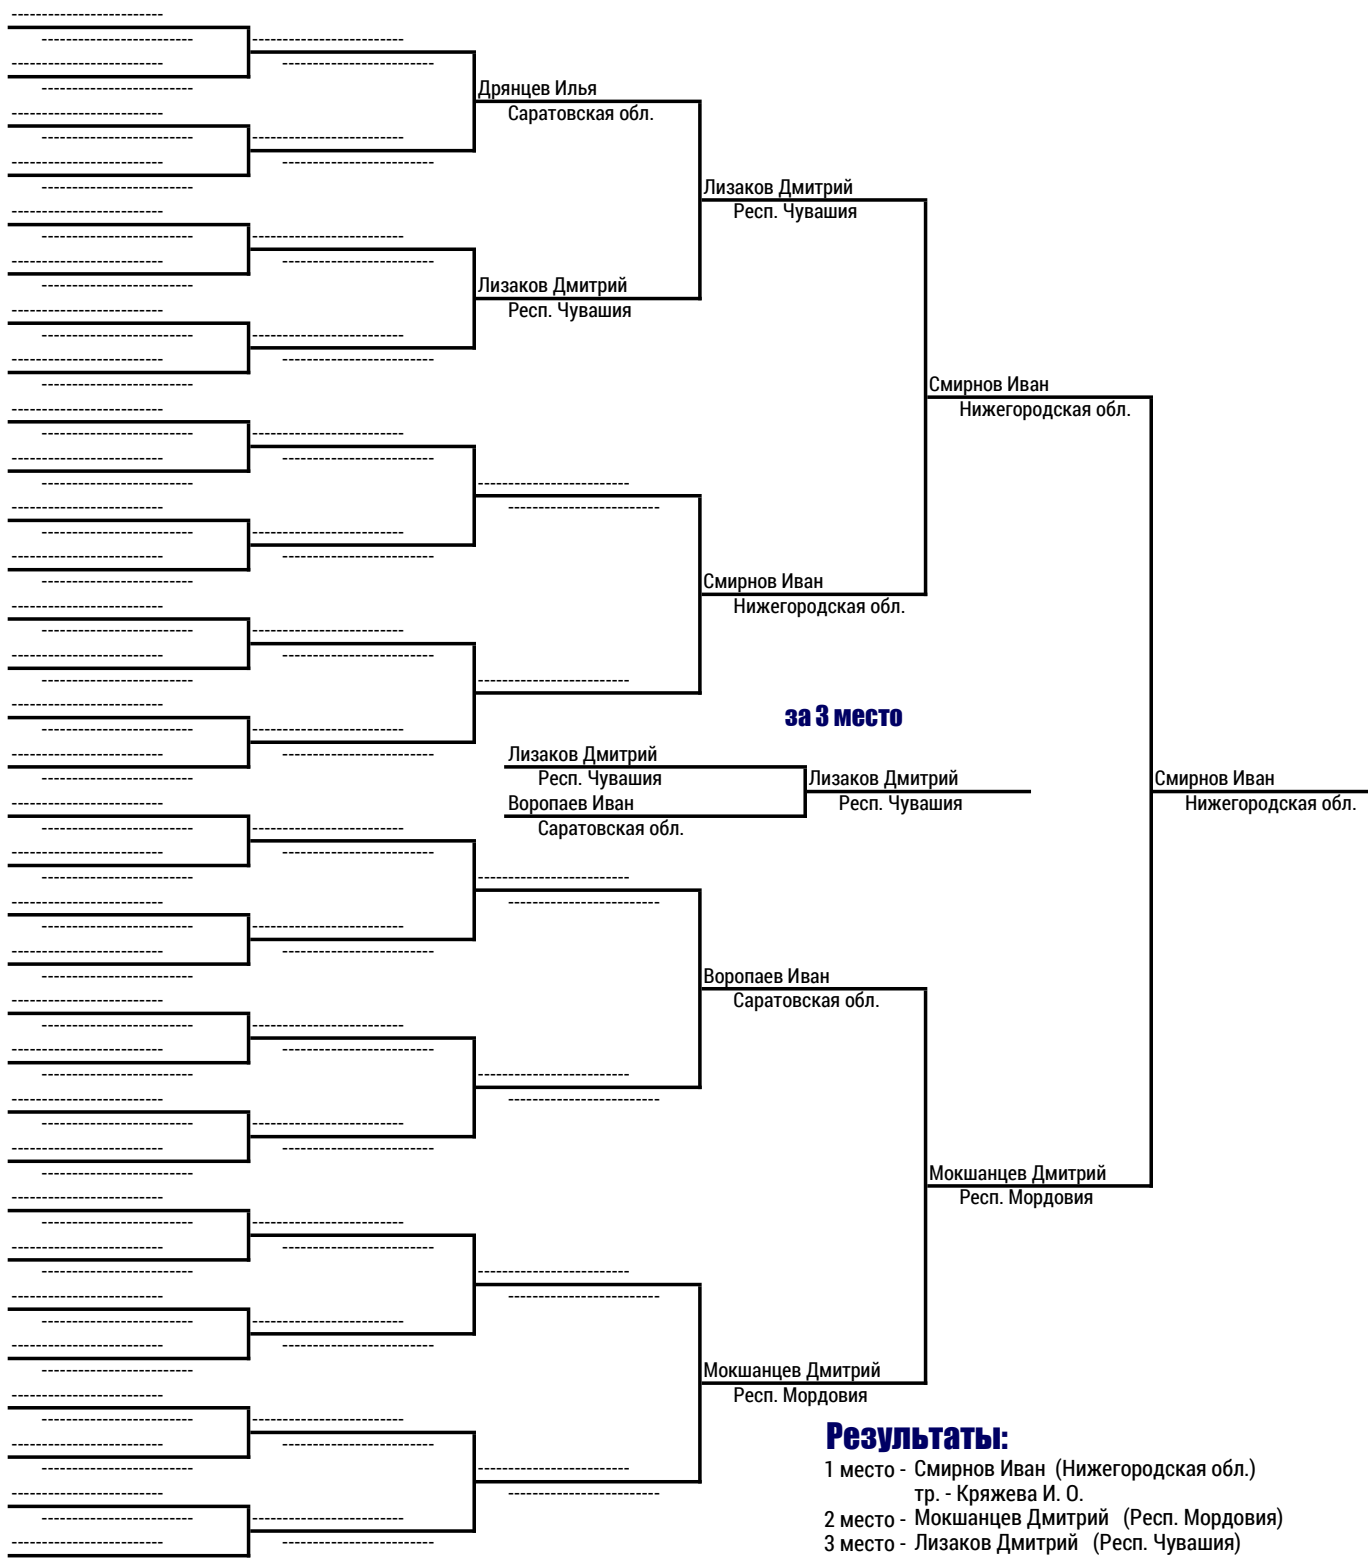 Дрянцев Илья
Саратовская обл.
Лизаков Дмитрий
Респ. Чувашия
Лизаков Дмитрий
Респ. Чувашия
Смирнов Иван
Нижегородская обл.
Смирнов Иван
Нижегородская обл.
за 3 место
Лизаков Дмитрий
Респ. Чувашия
Воропаев Иван
Саратовская обл.
Лизаков Дмитрий
Респ. Чувашия
Смирнов Иван
Нижегородская обл.
Воропаев Иван
Саратовская обл.
Мокшанцев Дмитрий
Респ. Мордовия
Мокшанцев Дмитрий
Респ. Мордовия
Результаты:
1 место - Смирнов Иван (Нижегородская обл.)
тр. - Кряжева И. О.
2 место - Мокшанцев Дмитрий (Респ. Мордовия)
3 место - Лизаков Дмитрий (Респ. Чувашия)